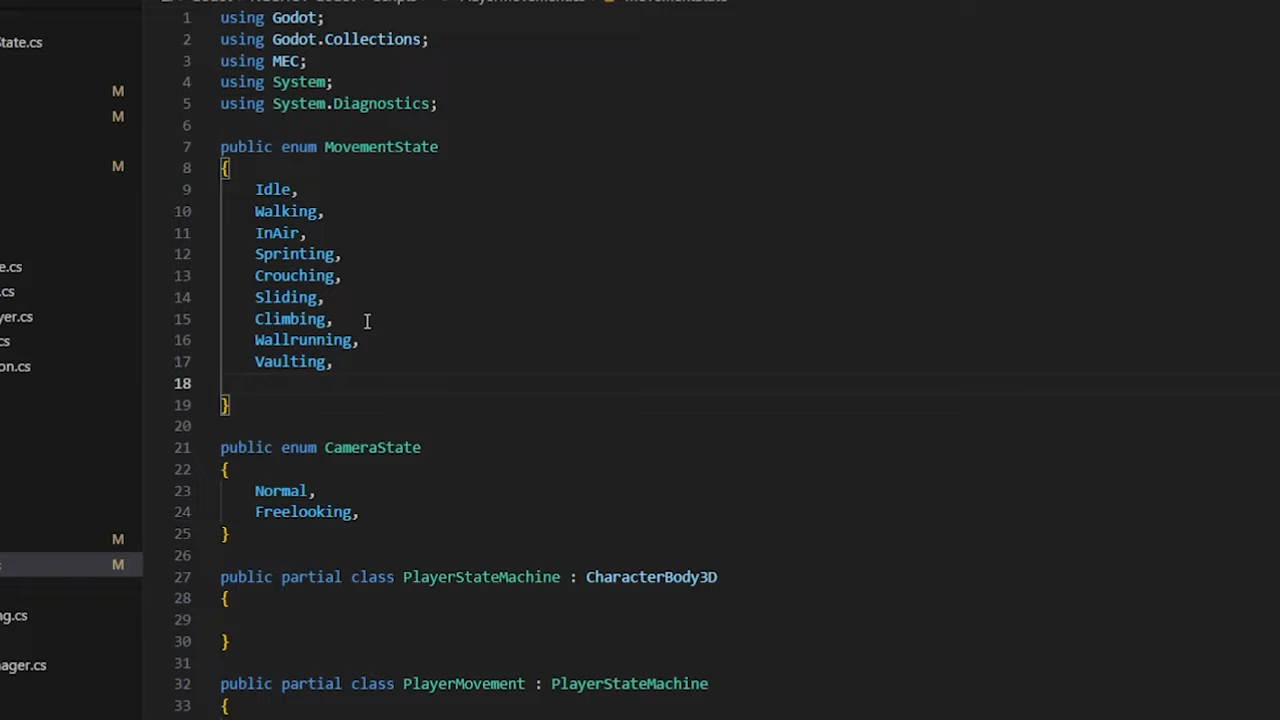 State.cs
M
M
M
e.cs
.cs
yer.cs
cs
on.cs
M
M
ng.cs
ager.cs
1 using Godot;
2 using Godot.Collections;
3 using MEC;
4 using System;
5 using System.Diagnostics;
6
7 public enum MovementState
8 {
9 Idle,
10 Walking,
11 InAir,
12 Sprinting,
13 Crouching,
14 Sliding,
15 Climbing,
16 Wallrunning,
17 Vaulting,
18
19 }
20
21 public enum CameraState
22 {
23 Normal,
24 Freelooking,
25 }
26
27 public partial class PlayerStateMachine : CharacterBody3D
28 {
29
30 }
31
32 public partial class PlayerMovement : PlayerStateMachine
33 {